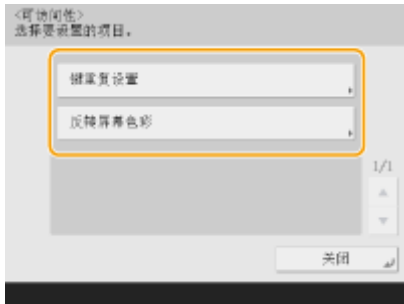 <可访问性>
选择要设置的项目。
键重复设置
反转屏幕色彩
1/1
关闭